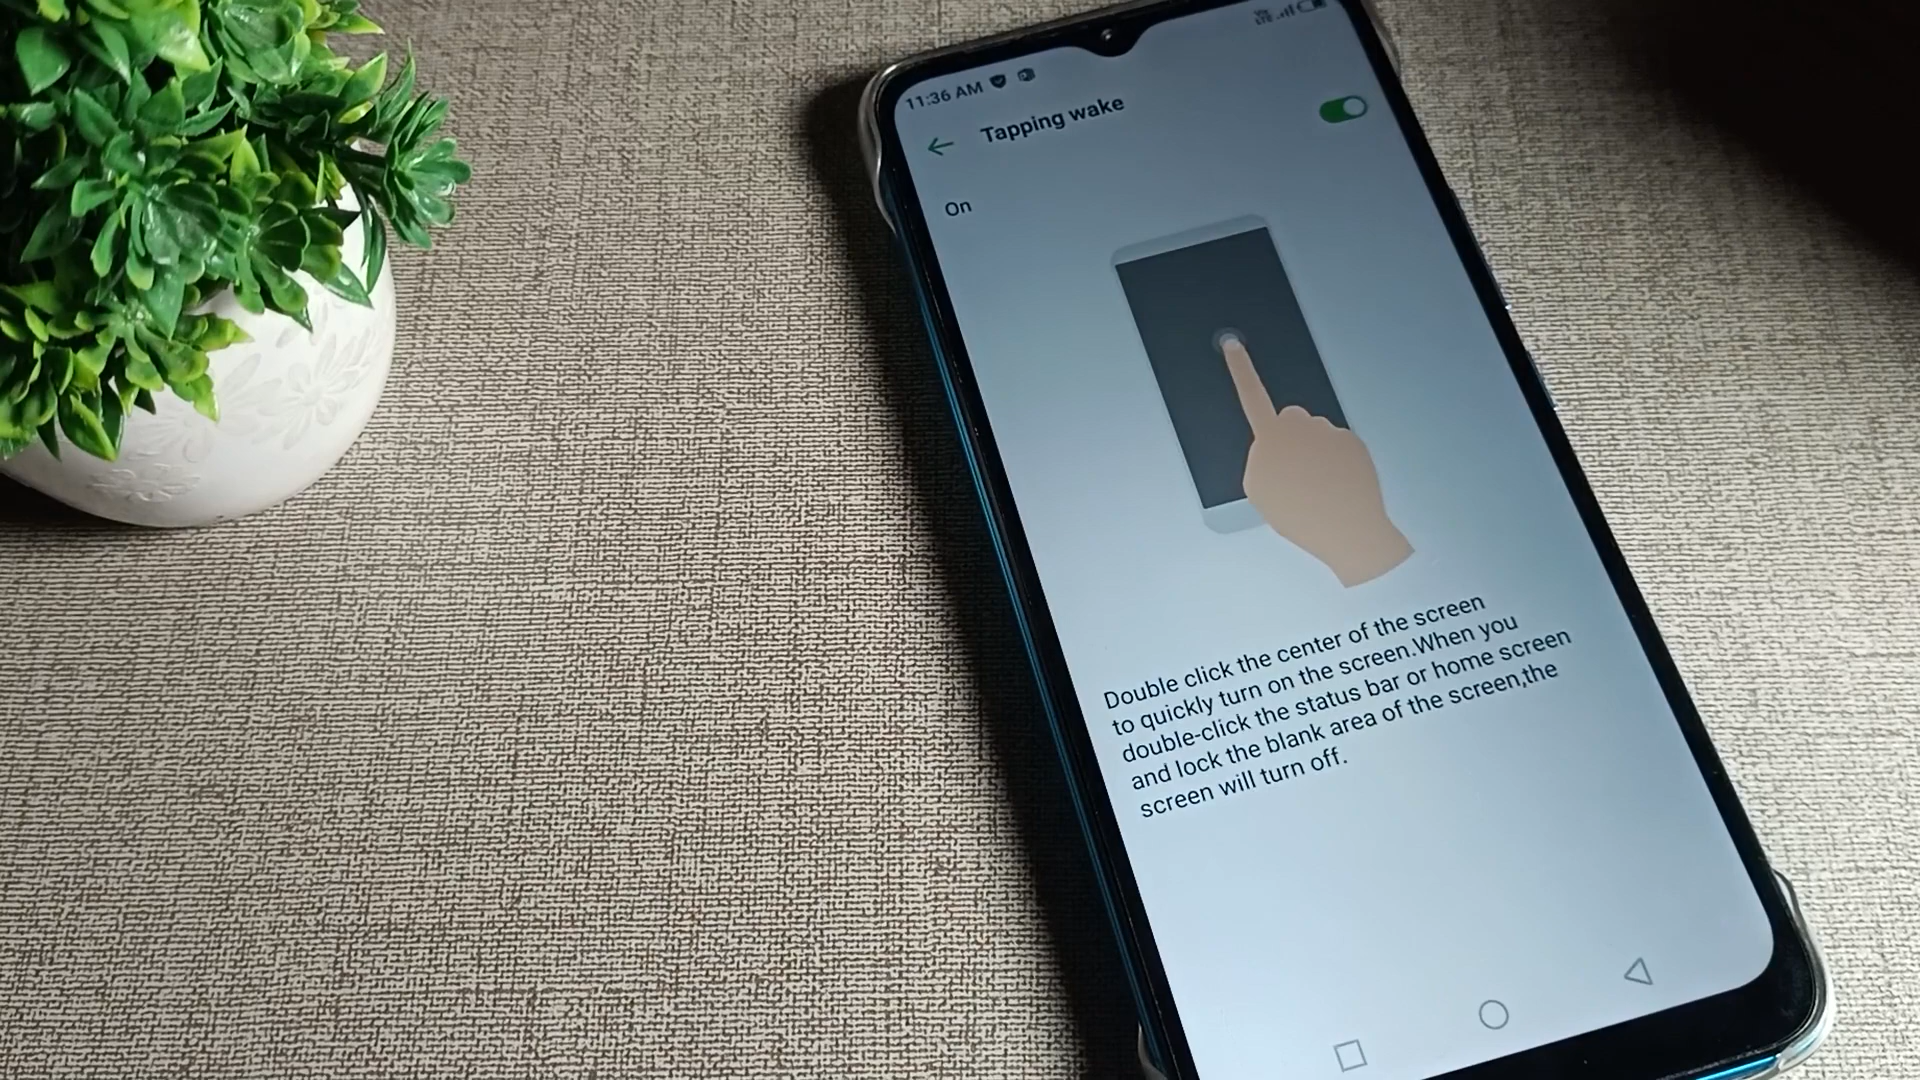 11:36 AM
Tapping wake
On
Double click the center of the screen
to quickly turn on the screen.When you
double-click the status bar or home screen
and lock the blank area of the screen,the
screen will turn off.